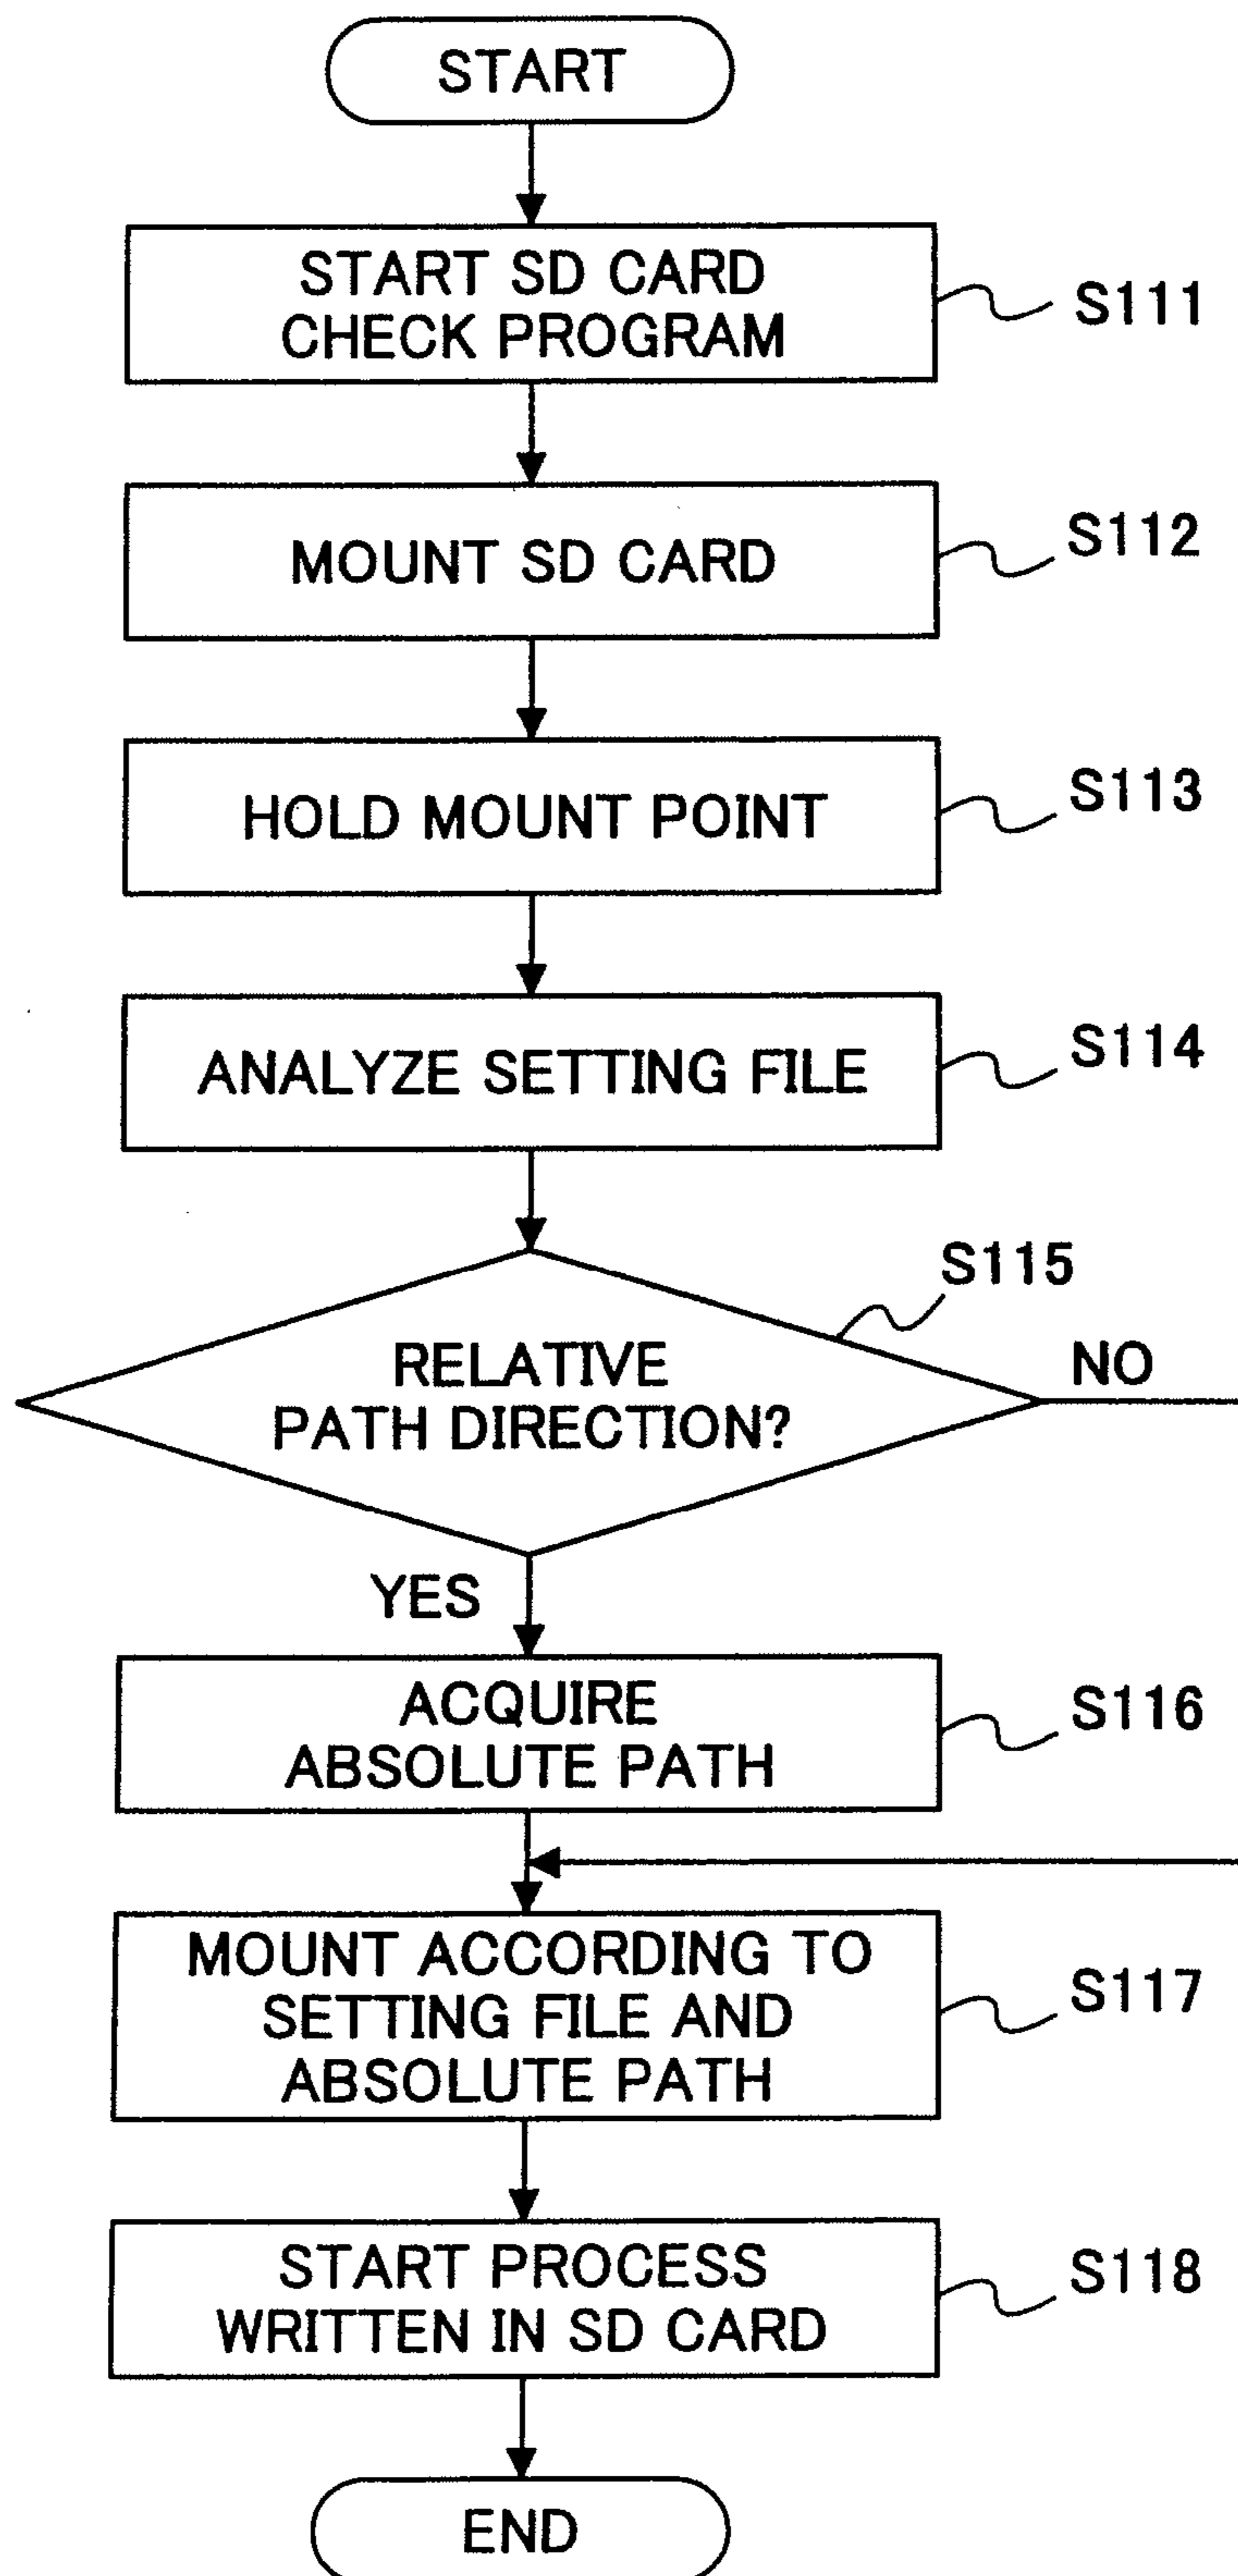 START
START SD CARD
CHECK PROGRAM
S111
MOUNT SD CARD
S112
HOLD MOUNT POINT
S113
ANALYZE SETTING FILE
S114
S115
RELATIVE
PATH DIRECTION?
NO
YES
ACQUIRE
ABSOLUTE PATH
S116
MOUNT ACCORDING TO
SETTING FILE AND
ABSOLUTE PATH
S117
START PROCESS
WRITTEN IN SD CARD
S118
END